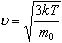 υ = √(3kT / m₀)